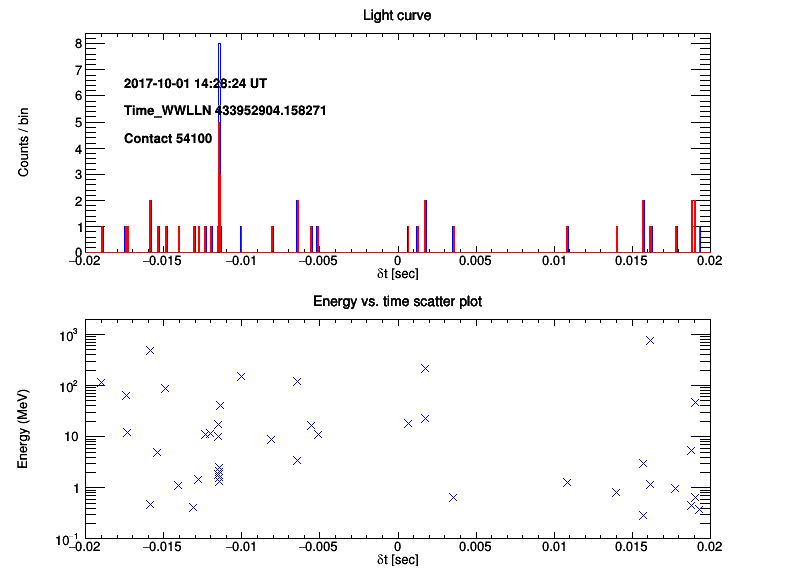 Light curve
8
7
6
5
4
3
2
1
0
Counts / bin
2017-10-01 14:28:24 UT
Time_WWLLN 433952904.158271
Contact 54100
−0.02 −0.015 −0.01 −0.005 0 0.005 0.01 0.015 0.02
δt [sec]
Energy vs. time scatter plot
10³
10²
10
1
10⁻¹
Energy (MeV)
−0.02 −0.015 −0.01 −0.005 0 0.005 0.01 0.015 0.02
δt [sec]